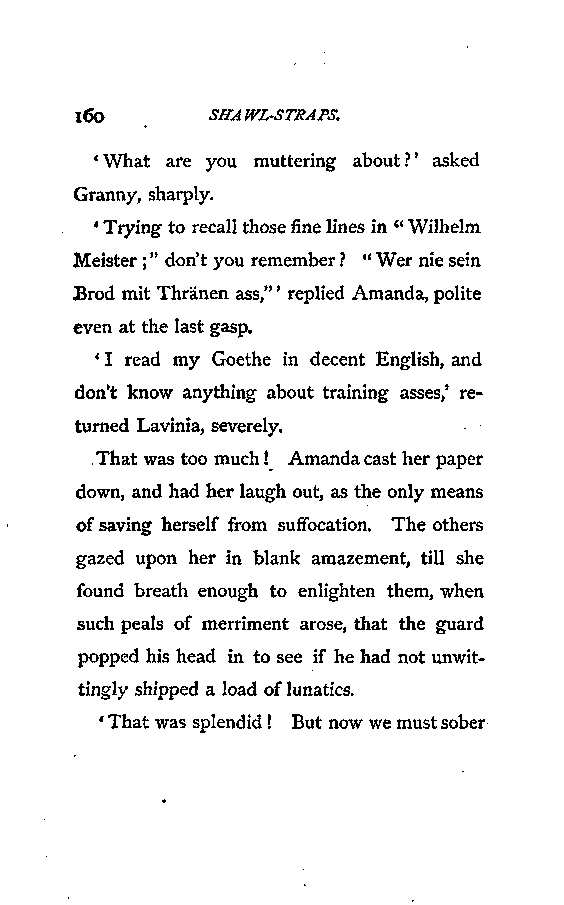 160 SHAWL-STRAPS.
‘What are you muttering about?’ asked
Granny, sharply.
‘Trying to recall those fine lines in “Wilhelm
Meister;” don’t you remember? “Wer nie sein
Brod mit Thränen ass,”’ replied Amanda, polite
even at the last gasp.
‘I read my Goethe in decent English, and
don’t know anything about training asses,’ re-
turned Lavinia, severely.
That was too much! Amanda cast her paper
down, and had her laugh out, as the only means
of saving herself from suffocation. The others
gazed upon her in blank amazement, till she
found breath enough to enlighten them, when
such peals of merriment arose, that the guard
popped his head in to see if he had not unwit-
tingly shipped a load of lunatics.
‘That was splendid! But now we must sober